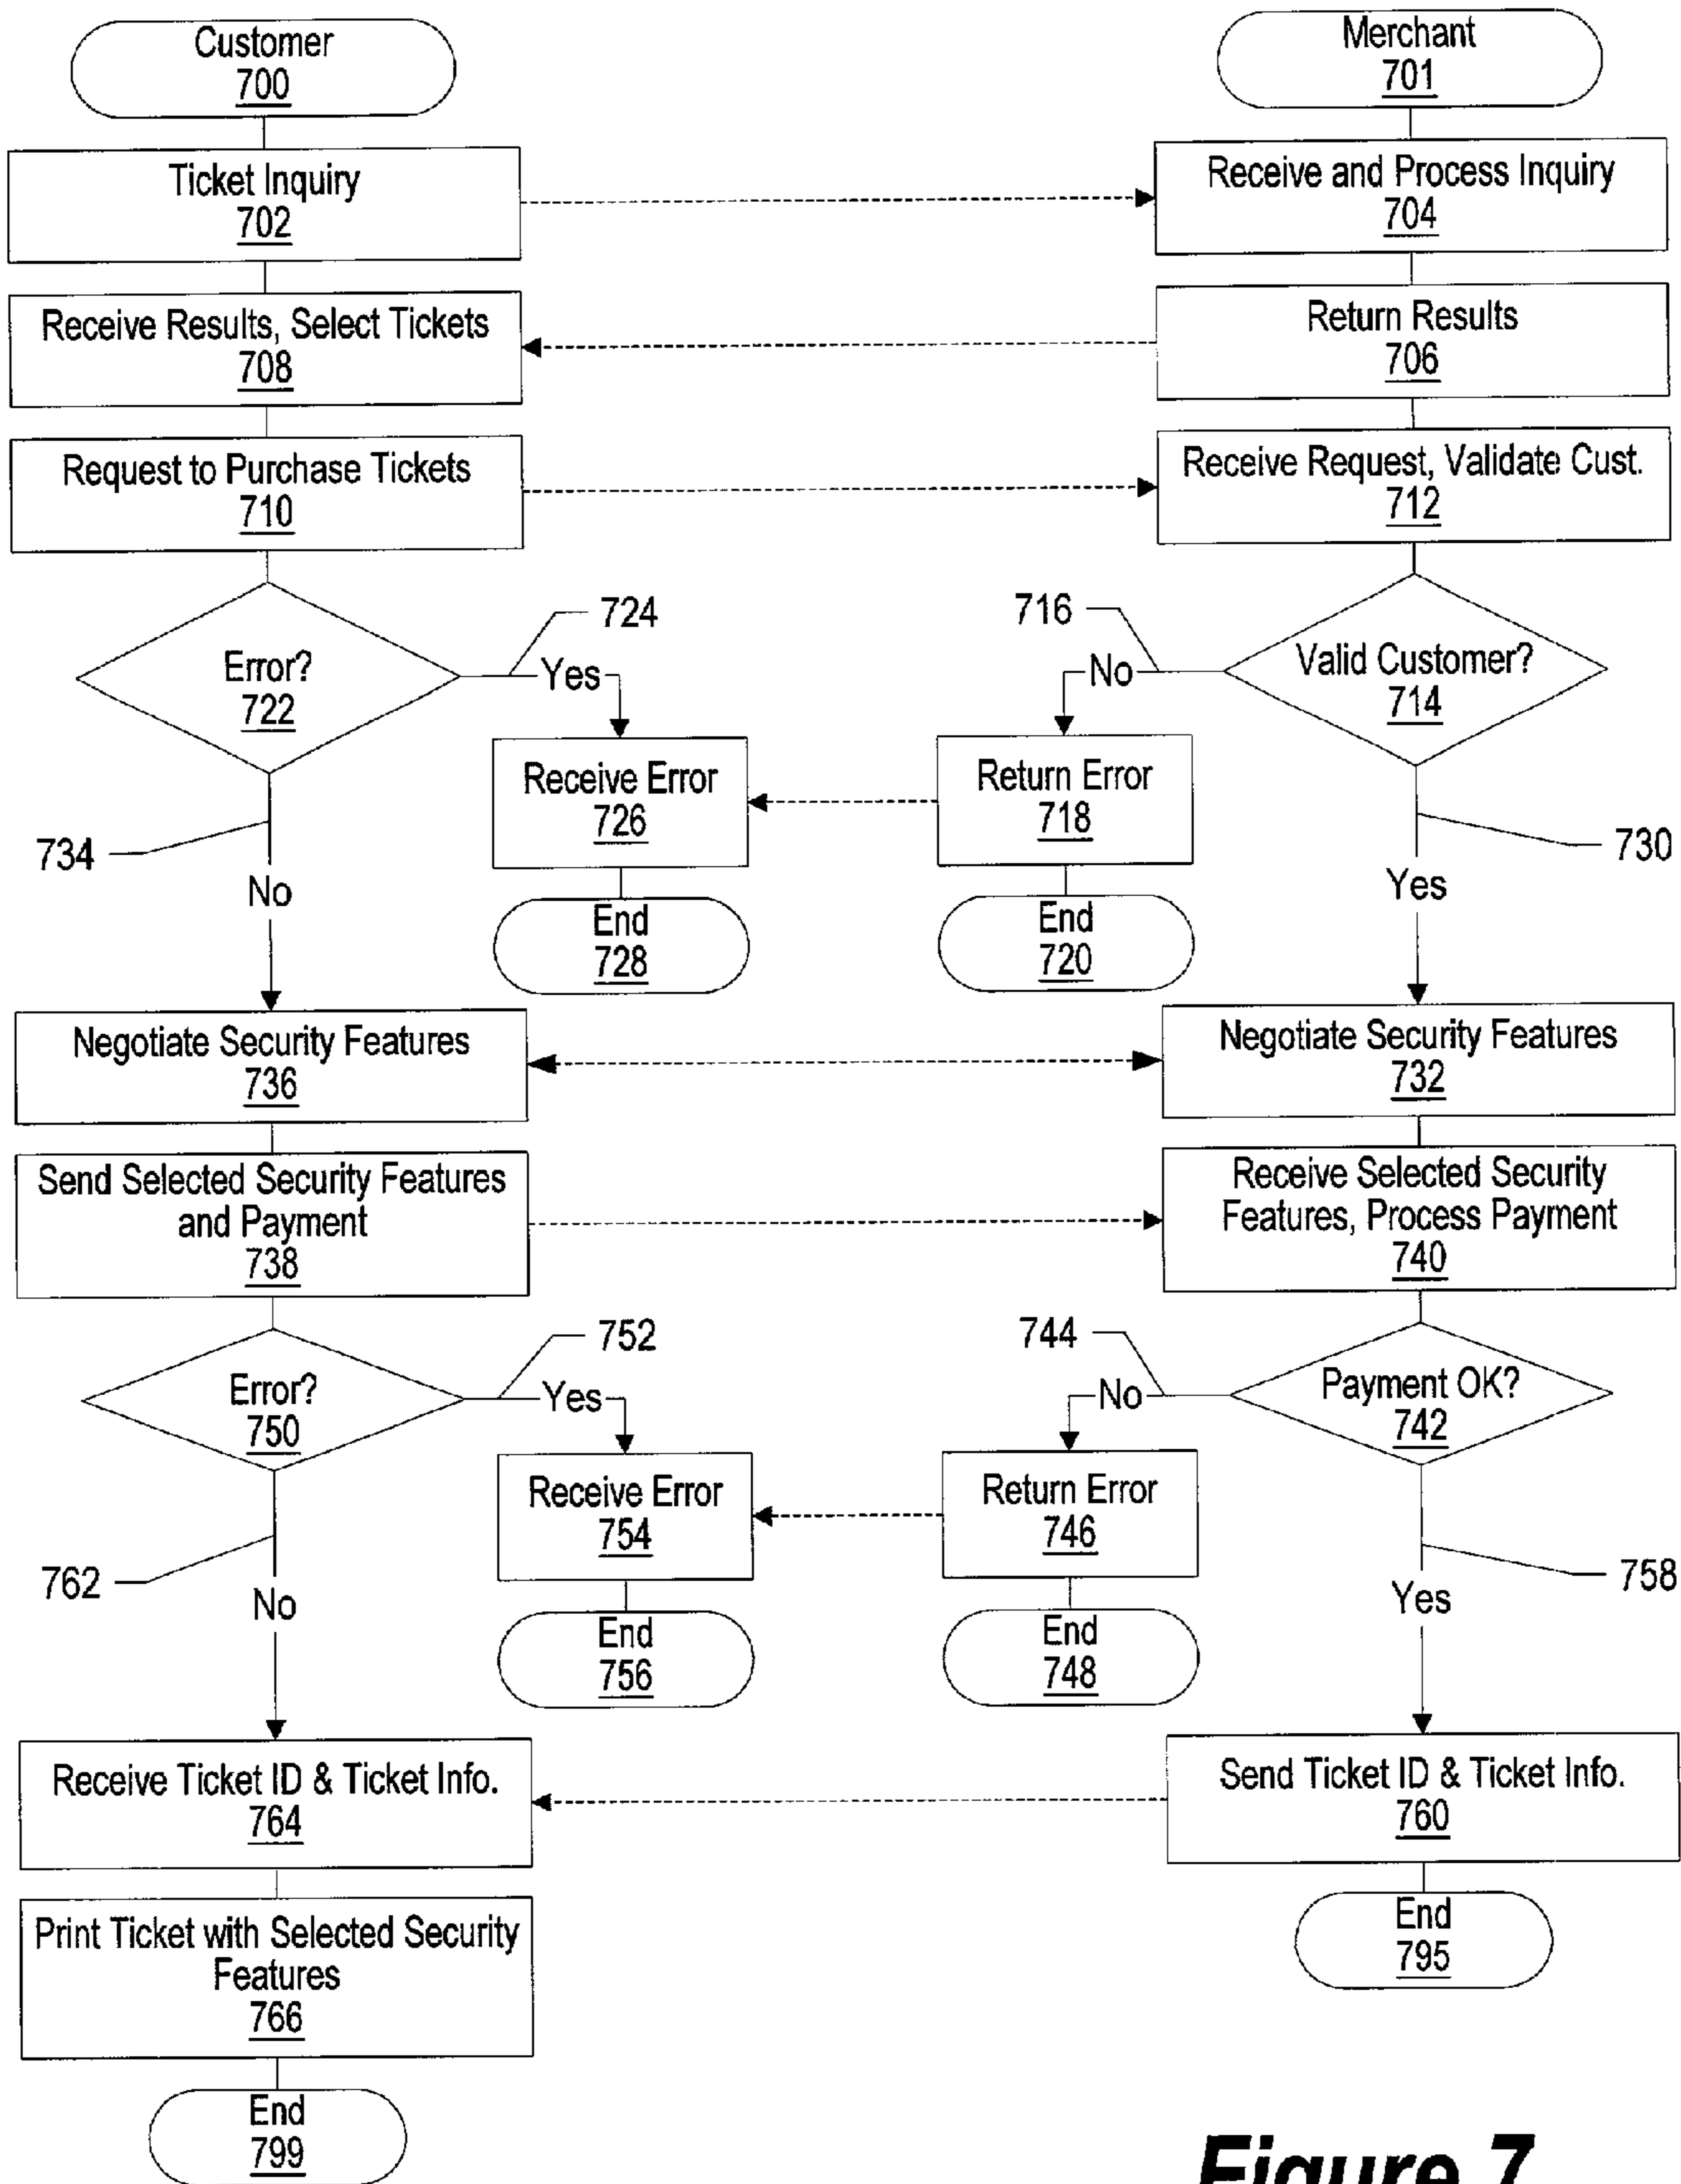 Customer
700
Merchant
701
Ticket Inquiry
702
Receive and Process Inquiry
704
Receive Results, Select Tickets
708
Return Results
706
Request to Purchase Tickets
710
Receive Request, Validate Cust.
712
Error?
722
724
Yes
716
No
Valid Customer?
714
Receive Error
726
Return Error
718
734
No
730
Yes
End
728
End
720
Negotiate Security Features
736
Negotiate Security Features
732
Send Selected Security Features
and Payment
738
Receive Selected Security
Features, Process Payment
740
Error?
750
752
Yes
744
No
Payment OK?
742
Receive Error
754
Return Error
746
762
No
758
Yes
End
756
End
748
Receive Ticket ID & Ticket Info.
764
Send Ticket ID & Ticket Info.
760
Print Ticket with Selected Security
Features
766
End
795
End
799
Figure 7